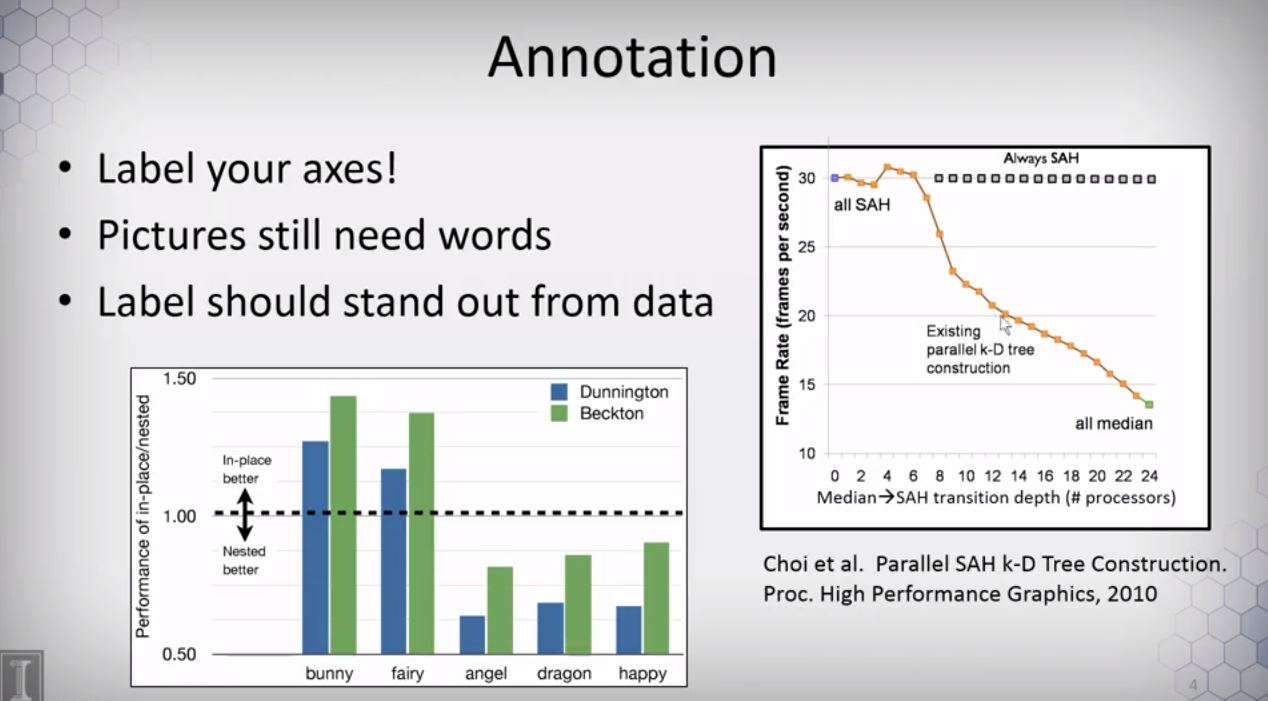 Annotation
• Label your axes!
• Pictures still need words
• Label should stand out from data
Performance of in-place/nested
1.50
1.00
0.50
Dunnington
Beckton
In-place
better
Nested
better
bunny fairy angel dragon happy
Frame Rate (frames per second)
30
25
20
15
10
Always SAH
all SAH
Existing
parallel k-D tree
construction
all median
0 2 4 6 8 10 12 14 16 18 20 22 24
Median→SAH transition depth (# processors)
Choi et al. Parallel SAH k-D Tree Construction.
Proc. High Performance Graphics, 2010
I
4